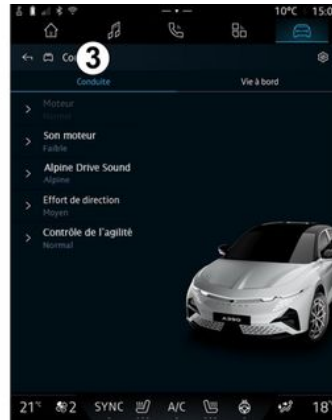 10°C 15:0
Co
3
Conduite Vie à bord
Moteur
Normal
Son moteur
Faible
Alpine Drive Sound
Alpine
Effort de direction
Moyen
Contrôle de l'agilité
Normal
A390
21°C 2 SYNC A/C 18°